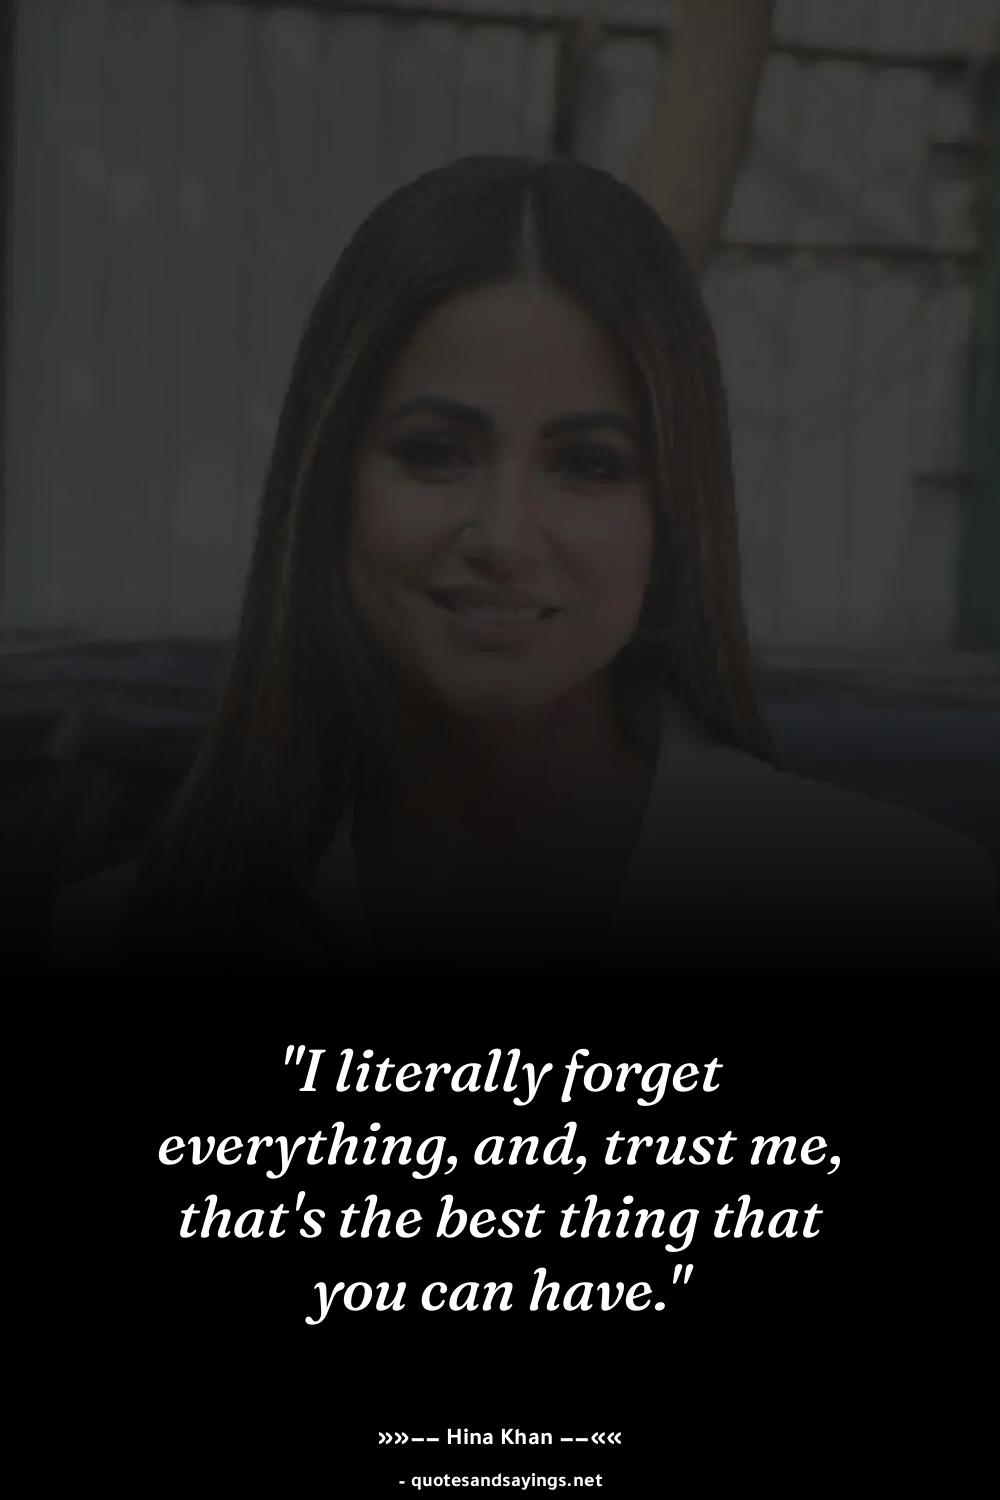 "I literally forget
everything, and, trust me,
that's the best thing that
you can have."
»»–– Hina Khan ––««
- quotesandsayings.net